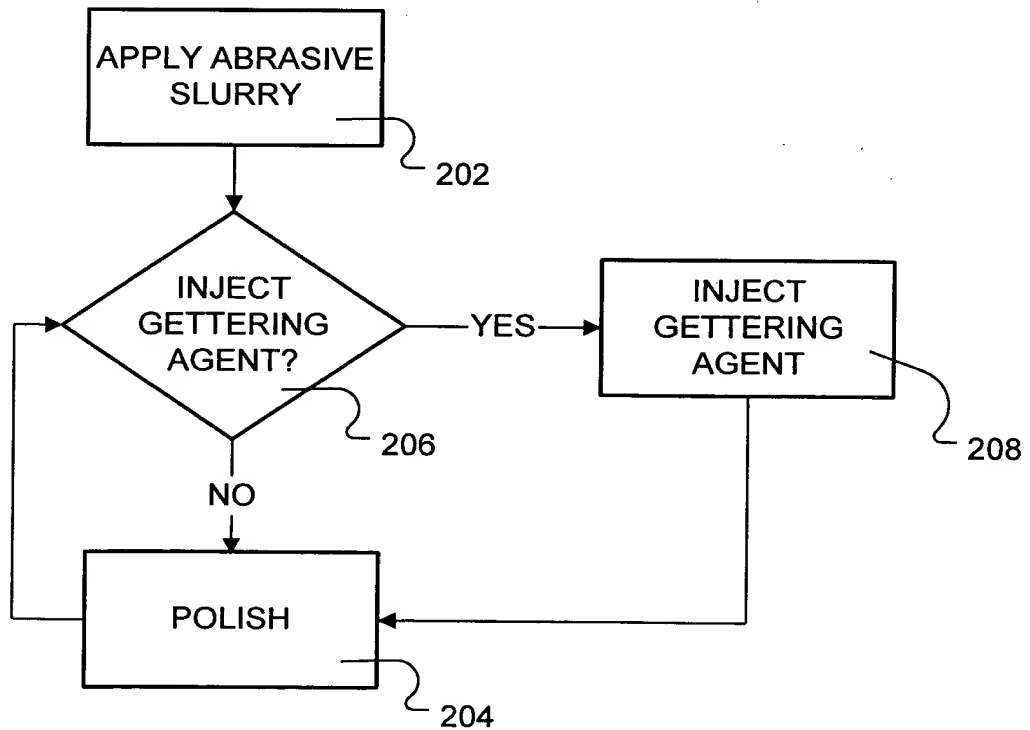 APPLY ABRASIVE
SLURRY
202
INJECT
GETTERING
AGENT?
206
YES
INJECT
GETTERING
AGENT
208
NO
POLISH
204